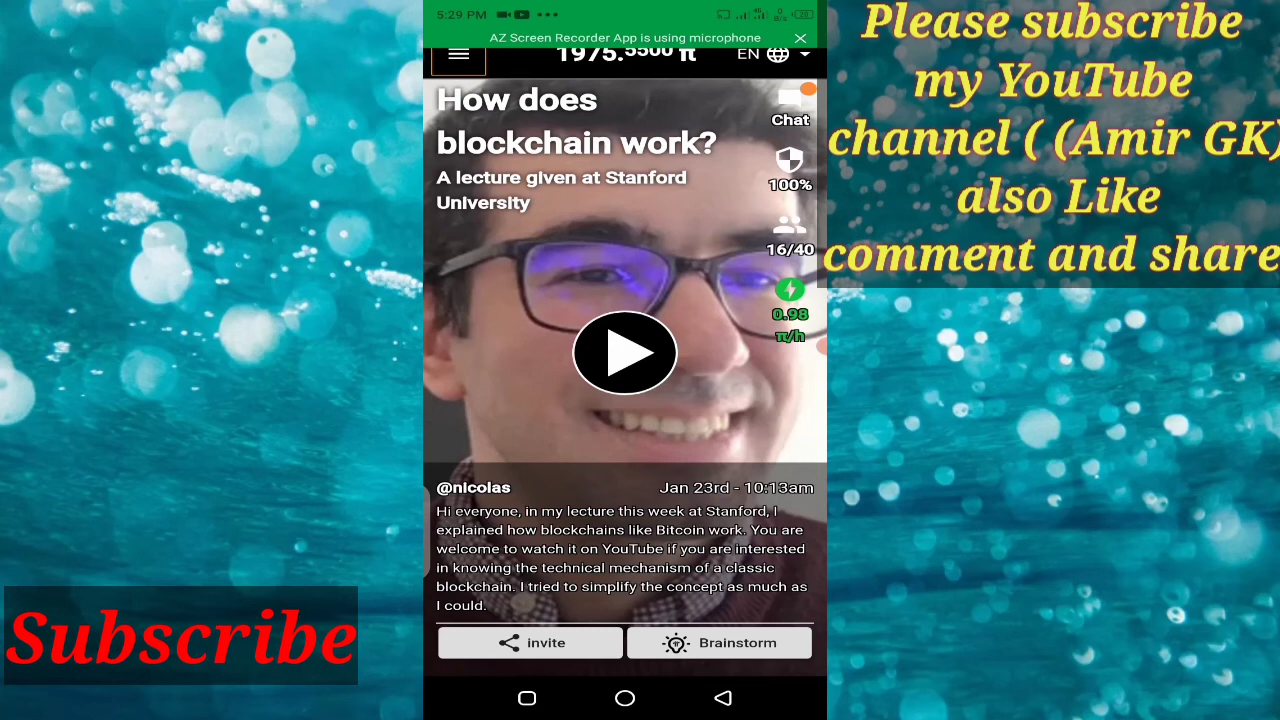 5:29 PM
AZ Screen Recorder App is using microphone
1975.5500 π
EN
How does
blockchain work?
A lecture given at Stanford
University
Chat
100%
16/40
0.98
π/h
@nicolas
Jan 23rd - 10:13am
Hi everyone, in my lecture this week at Stanford, I
explained how blockchains like Bitcoin work. You are
welcome to watch it on YouTube if you are interested
in knowing the technical mechanism of a classic
blockchain. I tried to simplify the concept as much as
I could.
invite
Brainstorm
Please subscribe
my YouTube
channel ( (Amir GK)
also Like
comment and share
Subscribe